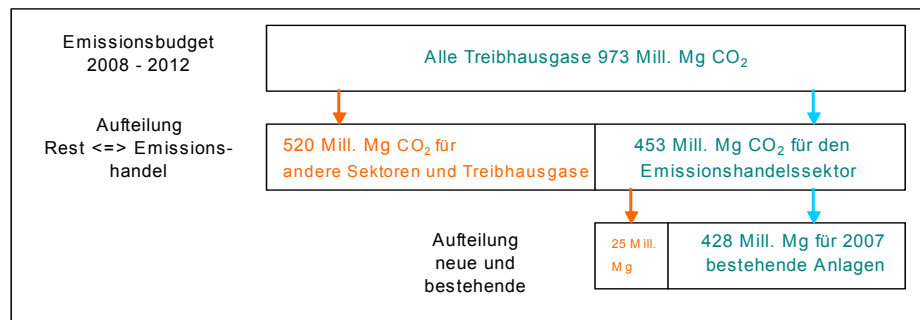 Emissionsbudget
2008 - 2012
Alle Treibhausgase 973 Mill. Mg CO₂
Aufteilung
Rest <=> Emissions-
handel
520 Mill. Mg CO₂ für
andere Sektoren und Treibhausgase
453 Mill. Mg CO₂ für den
Emissionshandelssektor
Aufteilung
neue und
bestehende
25 Mill.
Mg
428 Mill. Mg für 2007
bestehende Anlagen